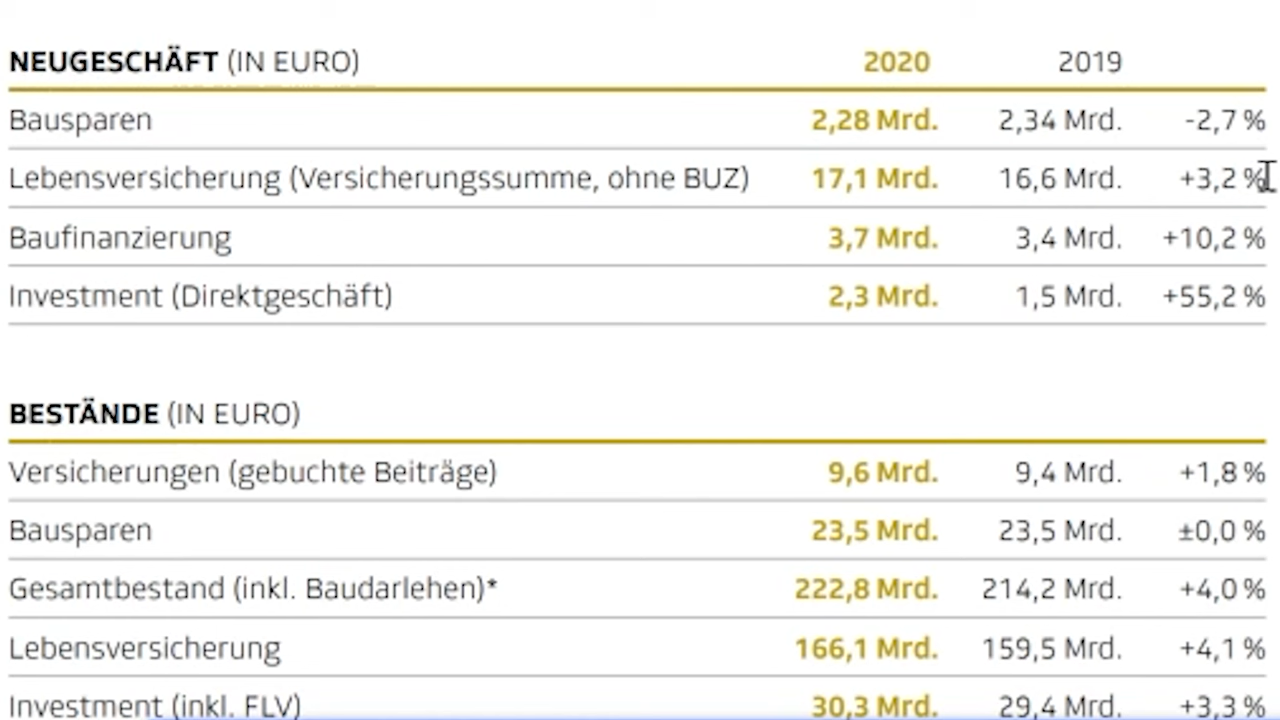 NEUGESCHÄFT (IN EURO) 2020 2019
Bausparen 2,28 Mrd. 2,34 Mrd. -2,7 %
Lebensversicherung (Versicherungssumme, ohne BUZ) 17,1 Mrd. 16,6 Mrd. +3,2 %
Baufinanzierung 3,7 Mrd. 3,4 Mrd. +10,2 %
Investment (Direktgeschäft) 2,3 Mrd. 1,5 Mrd. +55,2 %
BESTÄNDE (IN EURO)
Versicherungen (gebuchte Beiträge) 9,6 Mrd. 9,4 Mrd. +1,8 %
Bausparen 23,5 Mrd. 23,5 Mrd. ±0,0 %
Gesamtbestand (inkl. Baudarlehen)* 222,8 Mrd. 214,2 Mrd. +4,0 %
Lebensversicherung 166,1 Mrd. 159,5 Mrd. +4,1 %
Investment (inkl. FLV) 30,3 Mrd. 29,4 Mrd. +3,3 %